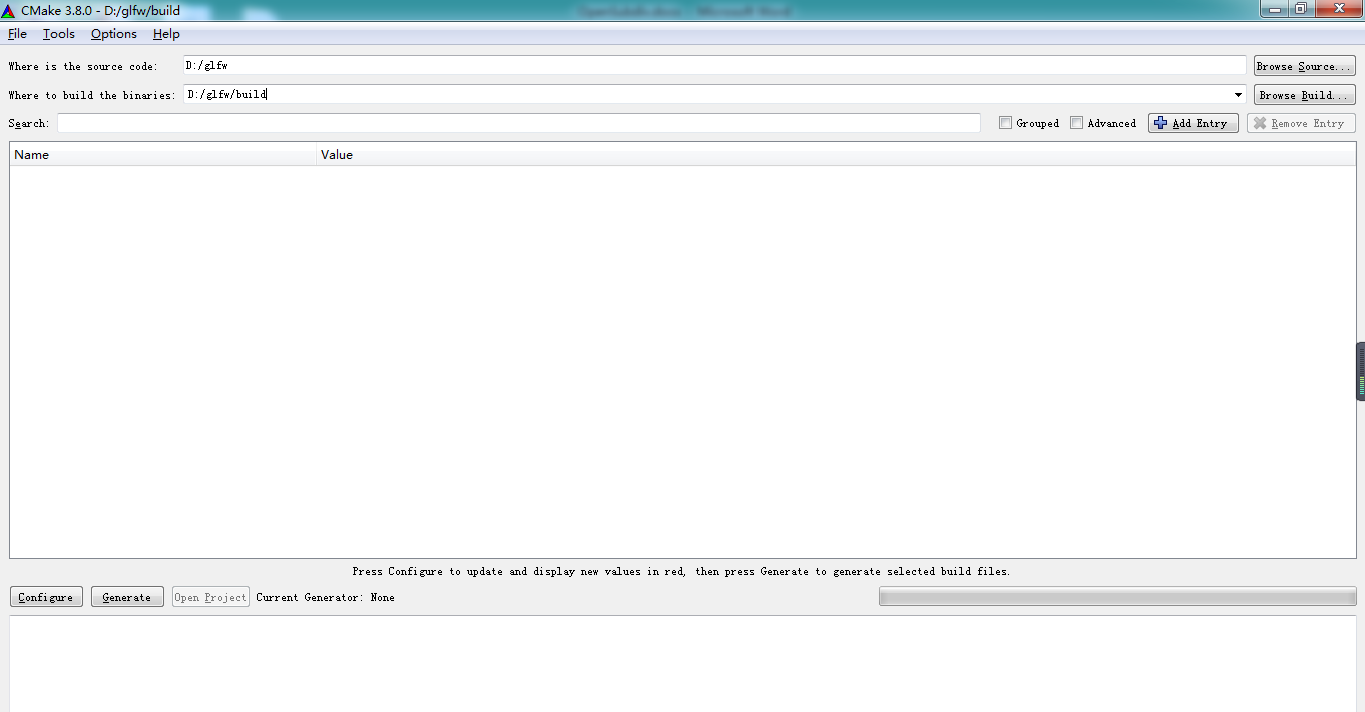 CMake 3.8.0 - D:/glfw/build
File Tools Options Help
Where is the source code: D:/glfw Browse Source...
Where to build the binaries: D:/glfw/build Browse Build...
Search: Grouped Advanced Add Entry Remove Entry
Name Value
Press Configure to update and display new values in red, then press Generate to generate selected build files.
Configure Generate Open Project Current Generator: None